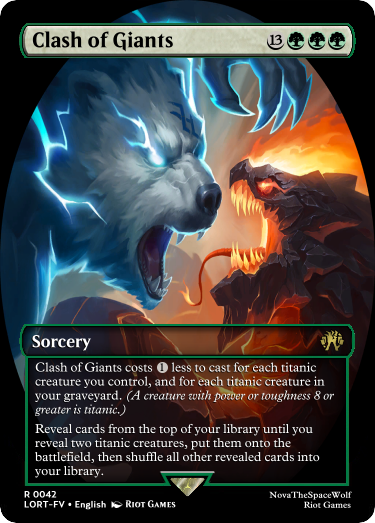 Clash of Giants 13
Sorcery
Clash of Giants costs 1 less to cast for each titanic
creature you control, and for each titanic creature in
your graveyard. (A creature with power or toughness 8 or
greater is titanic.)
Reveal cards from the top of your library until you
reveal two titanic creatures, put them onto the
battlefield, then shuffle all other revealed cards into
your library.
R 0042
LORT-FV • English RIOT GAMES
NovaTheSpaceWolf
Riot Games